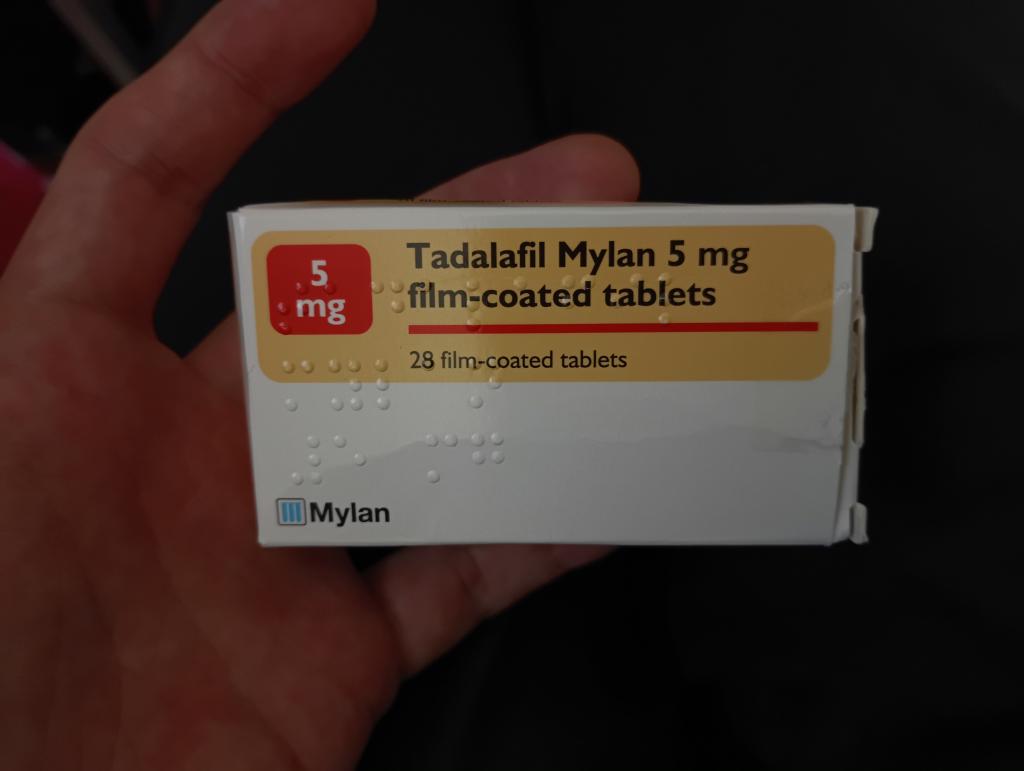 5
mg
Tadalafil Mylan 5 mg
film-coated tablets
28 film-coated tablets
Mylan